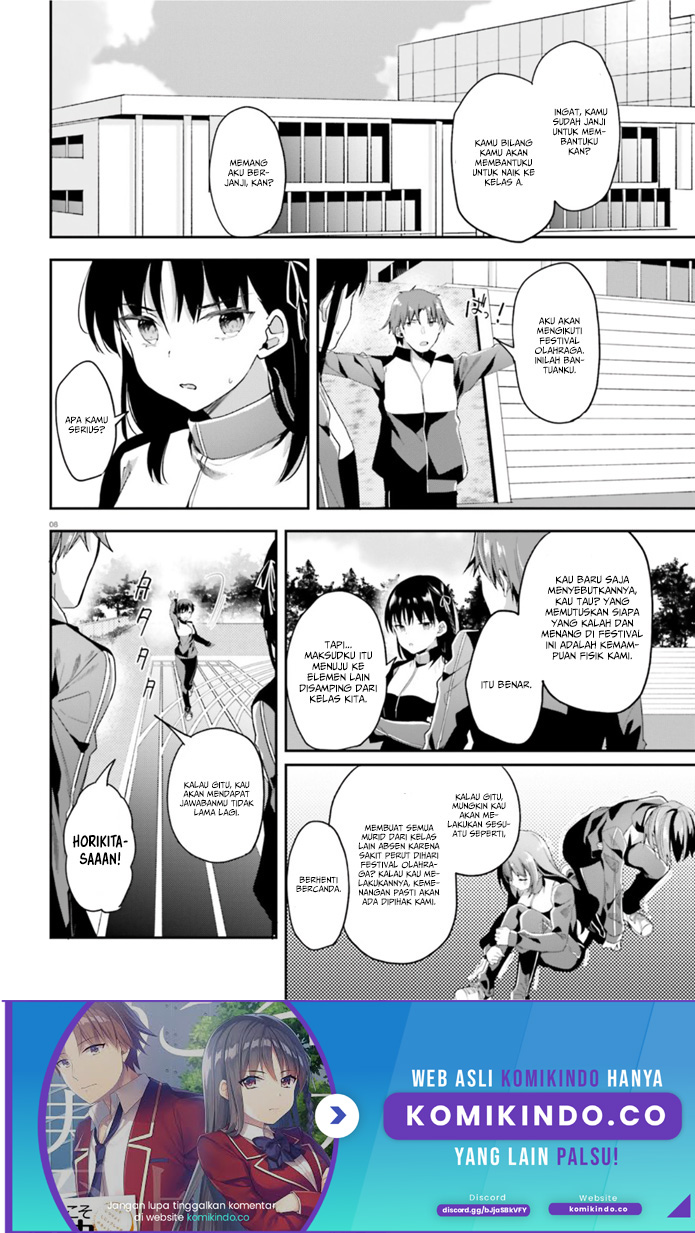 INGAT, KAMU
SUDAH JANJI
UNTUK MEM-
BANTUKU
KAN?
KAMU BILANG
KAMU AKAN
MEMBANTUKU
UNTUK NAIK KE
KELAS A.
MEMANG
AKU BER-
JANJI, KAN?
AKU AKAN
MENGIKUTI
FESTIVAL
OLAHRAGA.
INILAH BAN-
TUANKU.
ばっ!
APA KAMU
SERIUS?
08
KAU BARU SAJA
MENYEBUTKANNYA,
KAU TAU? YANG
MEMUTUSKAN SIAPA
YANG KALAH DAN
MENANG DI FESTIVAL
INI ADALAH KEMAM-
PUAN FISIK KAMI.
ITU BENAR.
TAPI...
MAKSUDKU ITU
MENUJU KE
ELEMEN LAIN
DISAMPING DARI
KELAS KITA.
KALAU GITU,
MUNGKIN KAU
AKAN ME-
LAKUKAN SESU-
ATU SEPERTI,
MEMBUAT SEMUA
MURID DARI KELAS
LAIN ABSEN KARENA
SAKIT PERUT DIHARI
FESTIVAL OLAHRA-
GA? KALAU KAU ME-
LAKUKANNYA, KEME-
NANGAN PASTI AKAN
ADA DIPIHAK KAMI.
BERHENTI
BERCANDA.
KALAU GITU, KAU
AKAN MENDAPAT
JAWABANMU TIDAK
LAMA LAGI.
HORIKITA-
SAAAN!
WEB ASLI KOMIKINDO HANYA
KOMIKINDO.CO
YANG LAIN PALSU!
Discord
discord.gg/bJjaSBkVFY
Website
komikindo.co
Jangan lupa tinggalkan komentar
di website komikindo.co